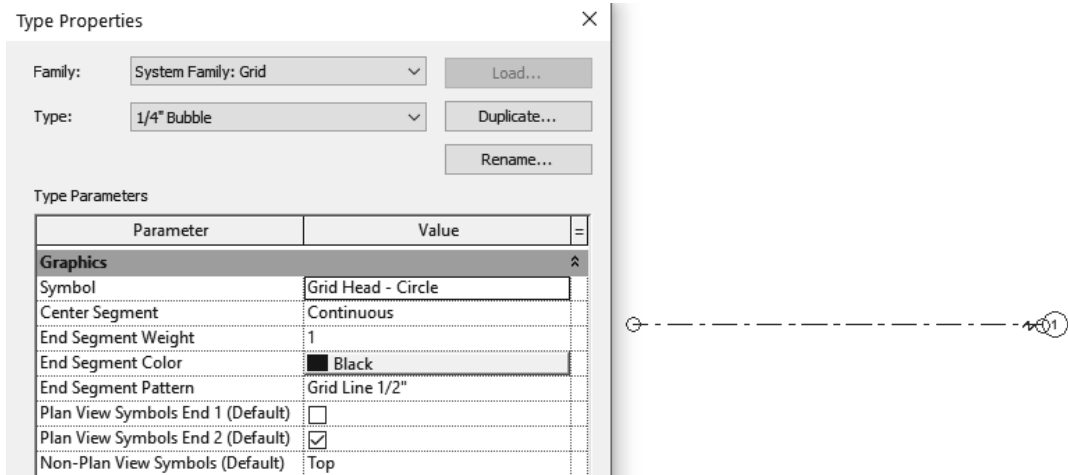 Type Properties
Family: System Family: Grid Load...
Type: 1/4" Bubble Duplicate...
Rename...
Type Parameters
Parameter Value =
Graphics
Symbol Grid Head - Circle
Center Segment Continuous
End Segment Weight 1
End Segment Color Black
End Segment Pattern Grid Line 1/2"
Plan View Symbols End 1 (Default)
Plan View Symbols End 2 (Default)
Non-Plan View Symbols (Default) Top
1